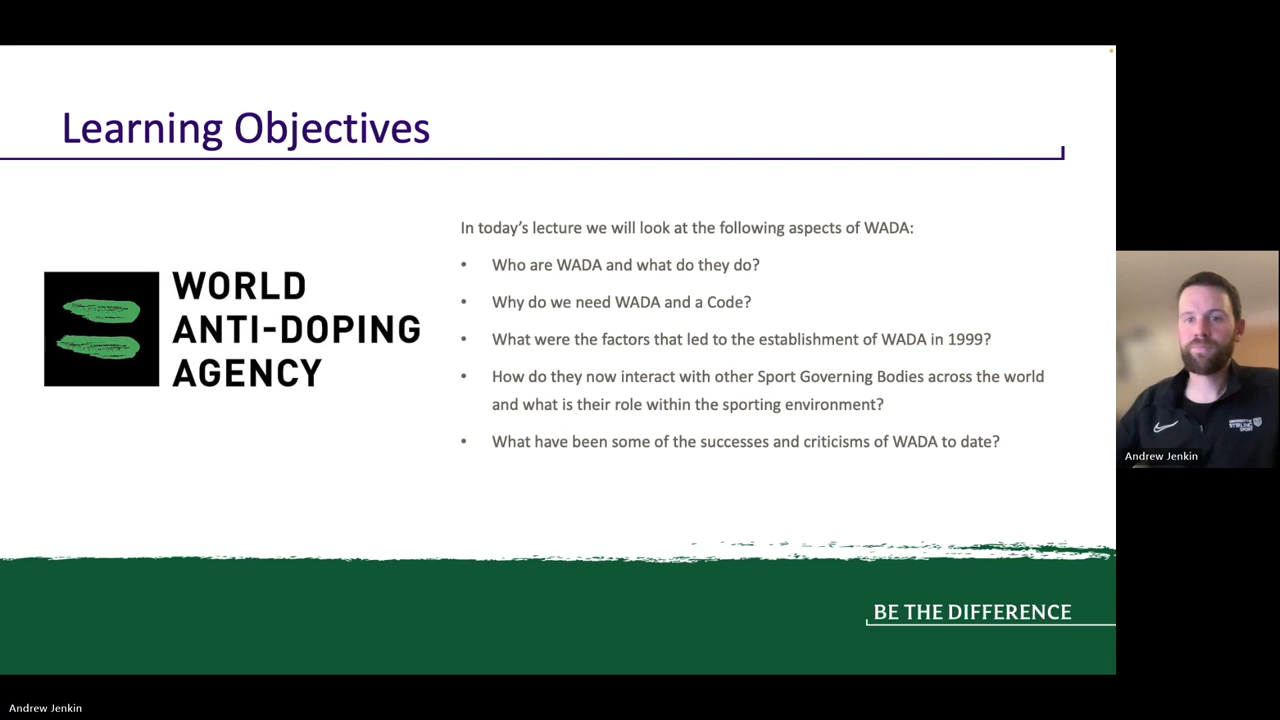 Learning Objectives
WORLD
ANTI-DOPING
AGENCY
In today’s lecture we will look at the following aspects of WADA:
• Who are WADA and what do they do?
• Why do we need WADA and a Code?
• What were the factors that led to the establishment of WADA in 1999?
• How do they now interact with other Sport Governing Bodies across the world
and what is their role within the sporting environment?
• What have been some of the successes and criticisms of WADA to date?
BE THE DIFFERENCE
UNIVERSITY OF
STIRLING
SPORT
Andrew Jenkin
Andrew Jenkin